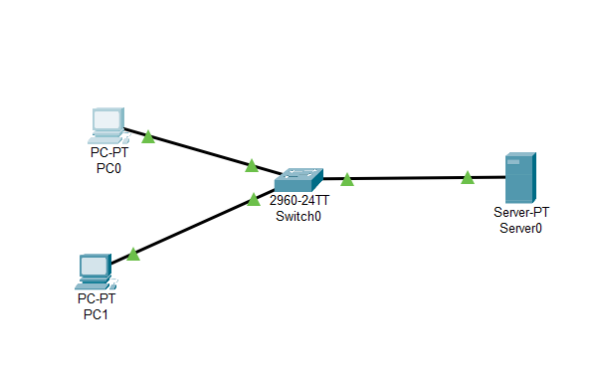 PC-PT
PC0
2960-24TT
Switch0
Server-PT
Server0
PC-PT
PC1